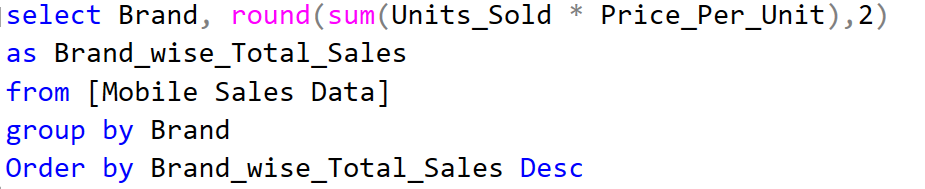 select Brand, round(sum(Units_Sold * Price_Per_Unit),2)
as Brand_wise_Total_Sales
from [Mobile Sales Data]
group by Brand
Order by Brand_wise_Total_Sales Desc